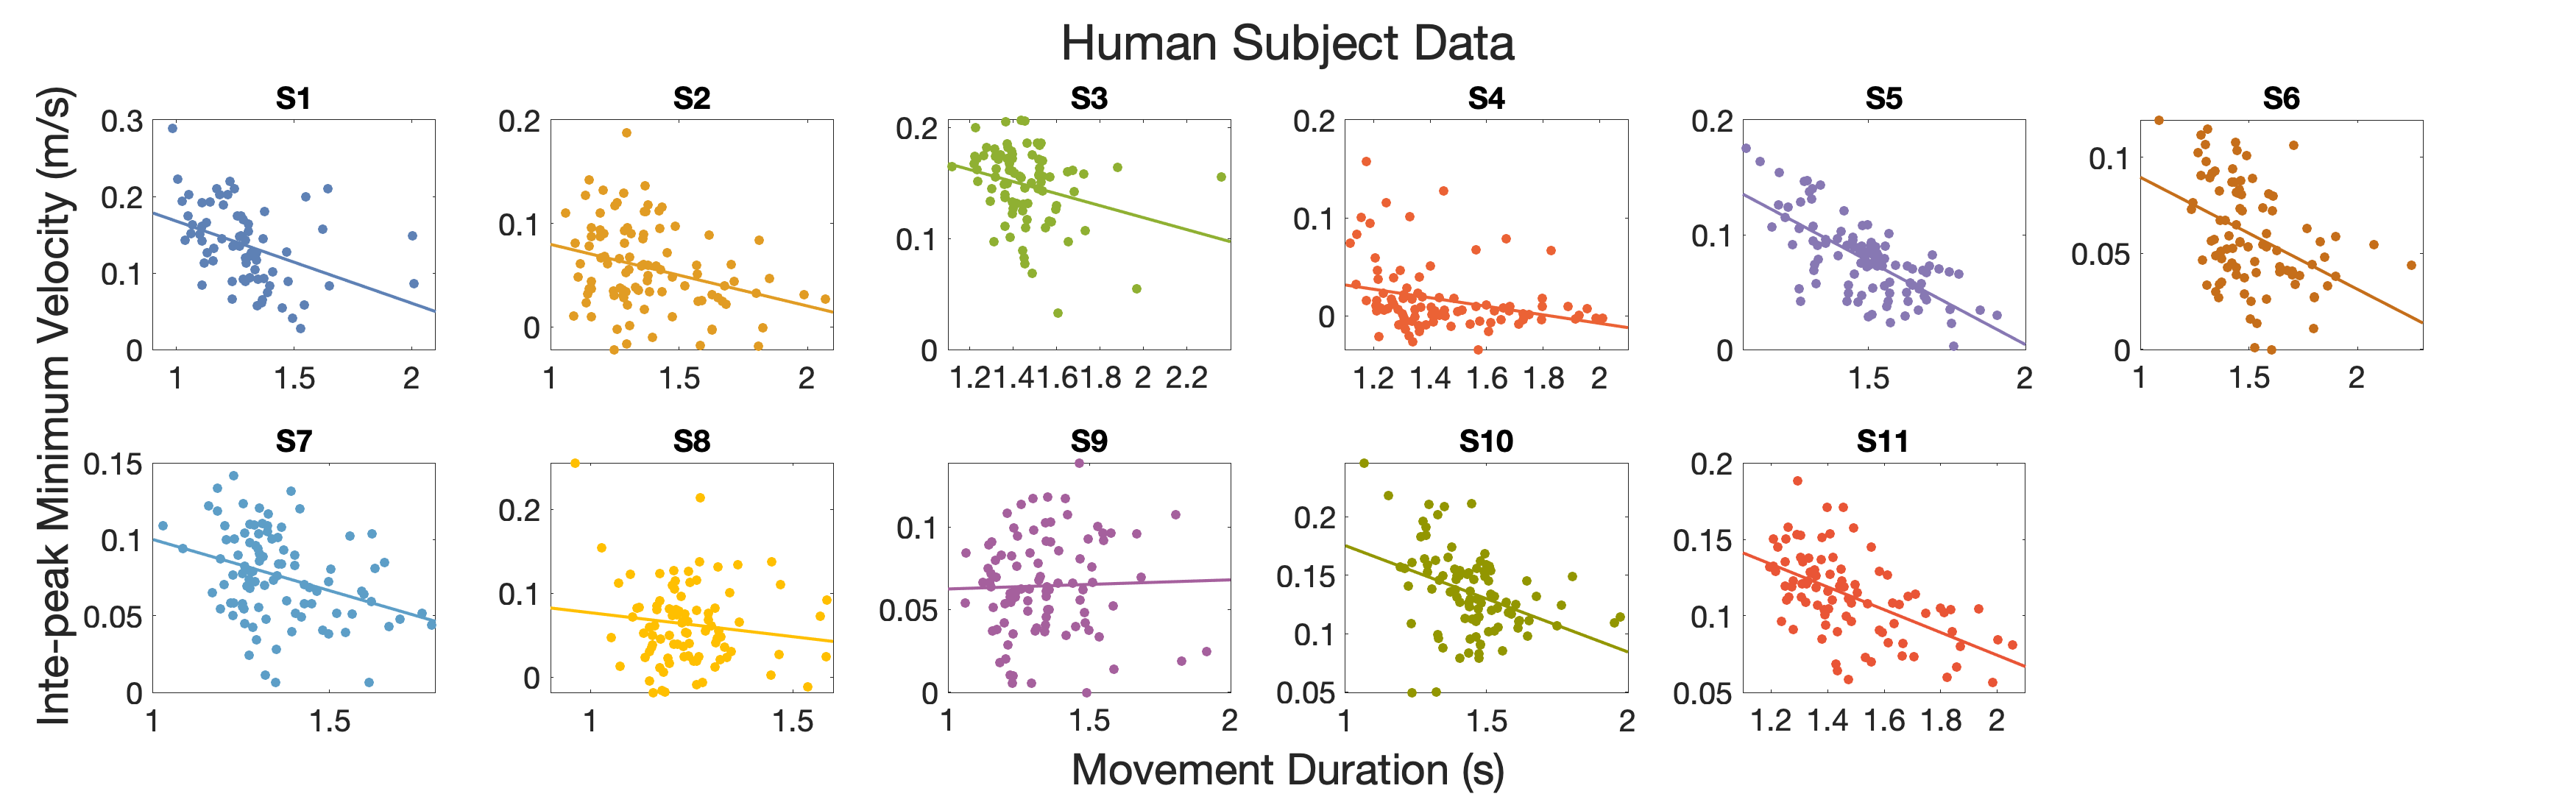 Human Subject Data
Inte-peak Minimum Velocity (m/s)
S1 S2 S3 S4 S5 S6
0.3 0.2 0.1 0
1 1.5 2
0.2 0.1 0
1 1.5 2
0.2 0.1 0
1.2 1.4 1.6 1.8 2 2.2
0.2 0.1 0
1.2 1.4 1.6 1.8 2
0.2 0.1 0
1.5 2
0.1 0.05 0
1 1.5 2
S7 S8 S9 S10 S11
0.15 0.1 0.05 0
1 1.5
0.2 0.1 0
1 1.5
0.1 0.05 0
1 1.5 2
0.2 0.15 0.1 0.05
1 1.5 2
0.2 0.15 0.1 0.05
1.2 1.4 1.6 1.8 2
Movement Duration (s)